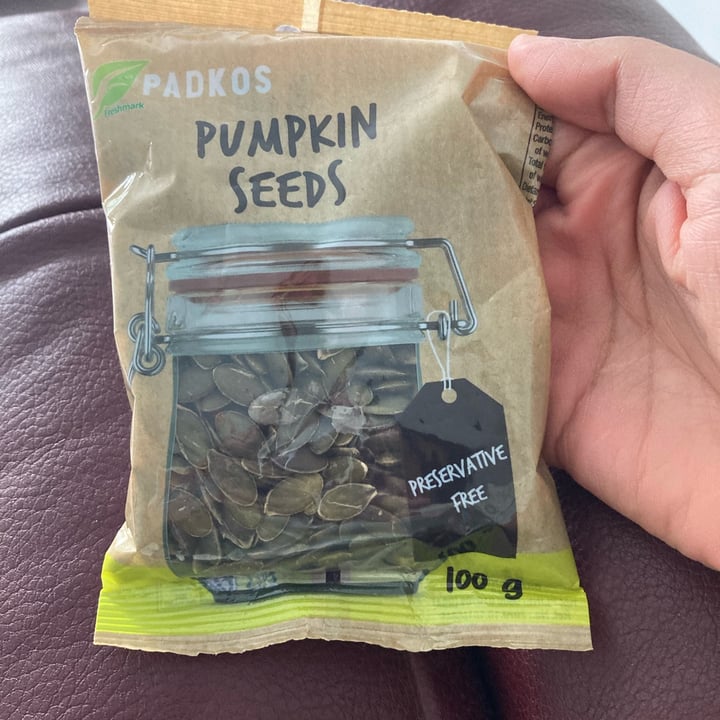 PADKOS
freshmark
PUMPKIN
SEEDS
PRESERVATIVE
FREE
100 g